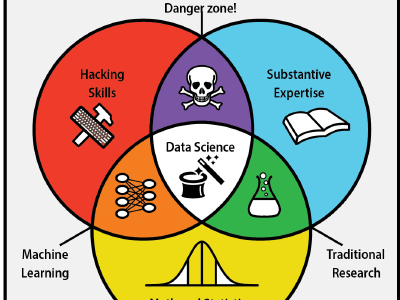 Danger zone!
Hacking
Skills
Substantive
Expertise
Data Science
Machine
Learning
Traditional
Research